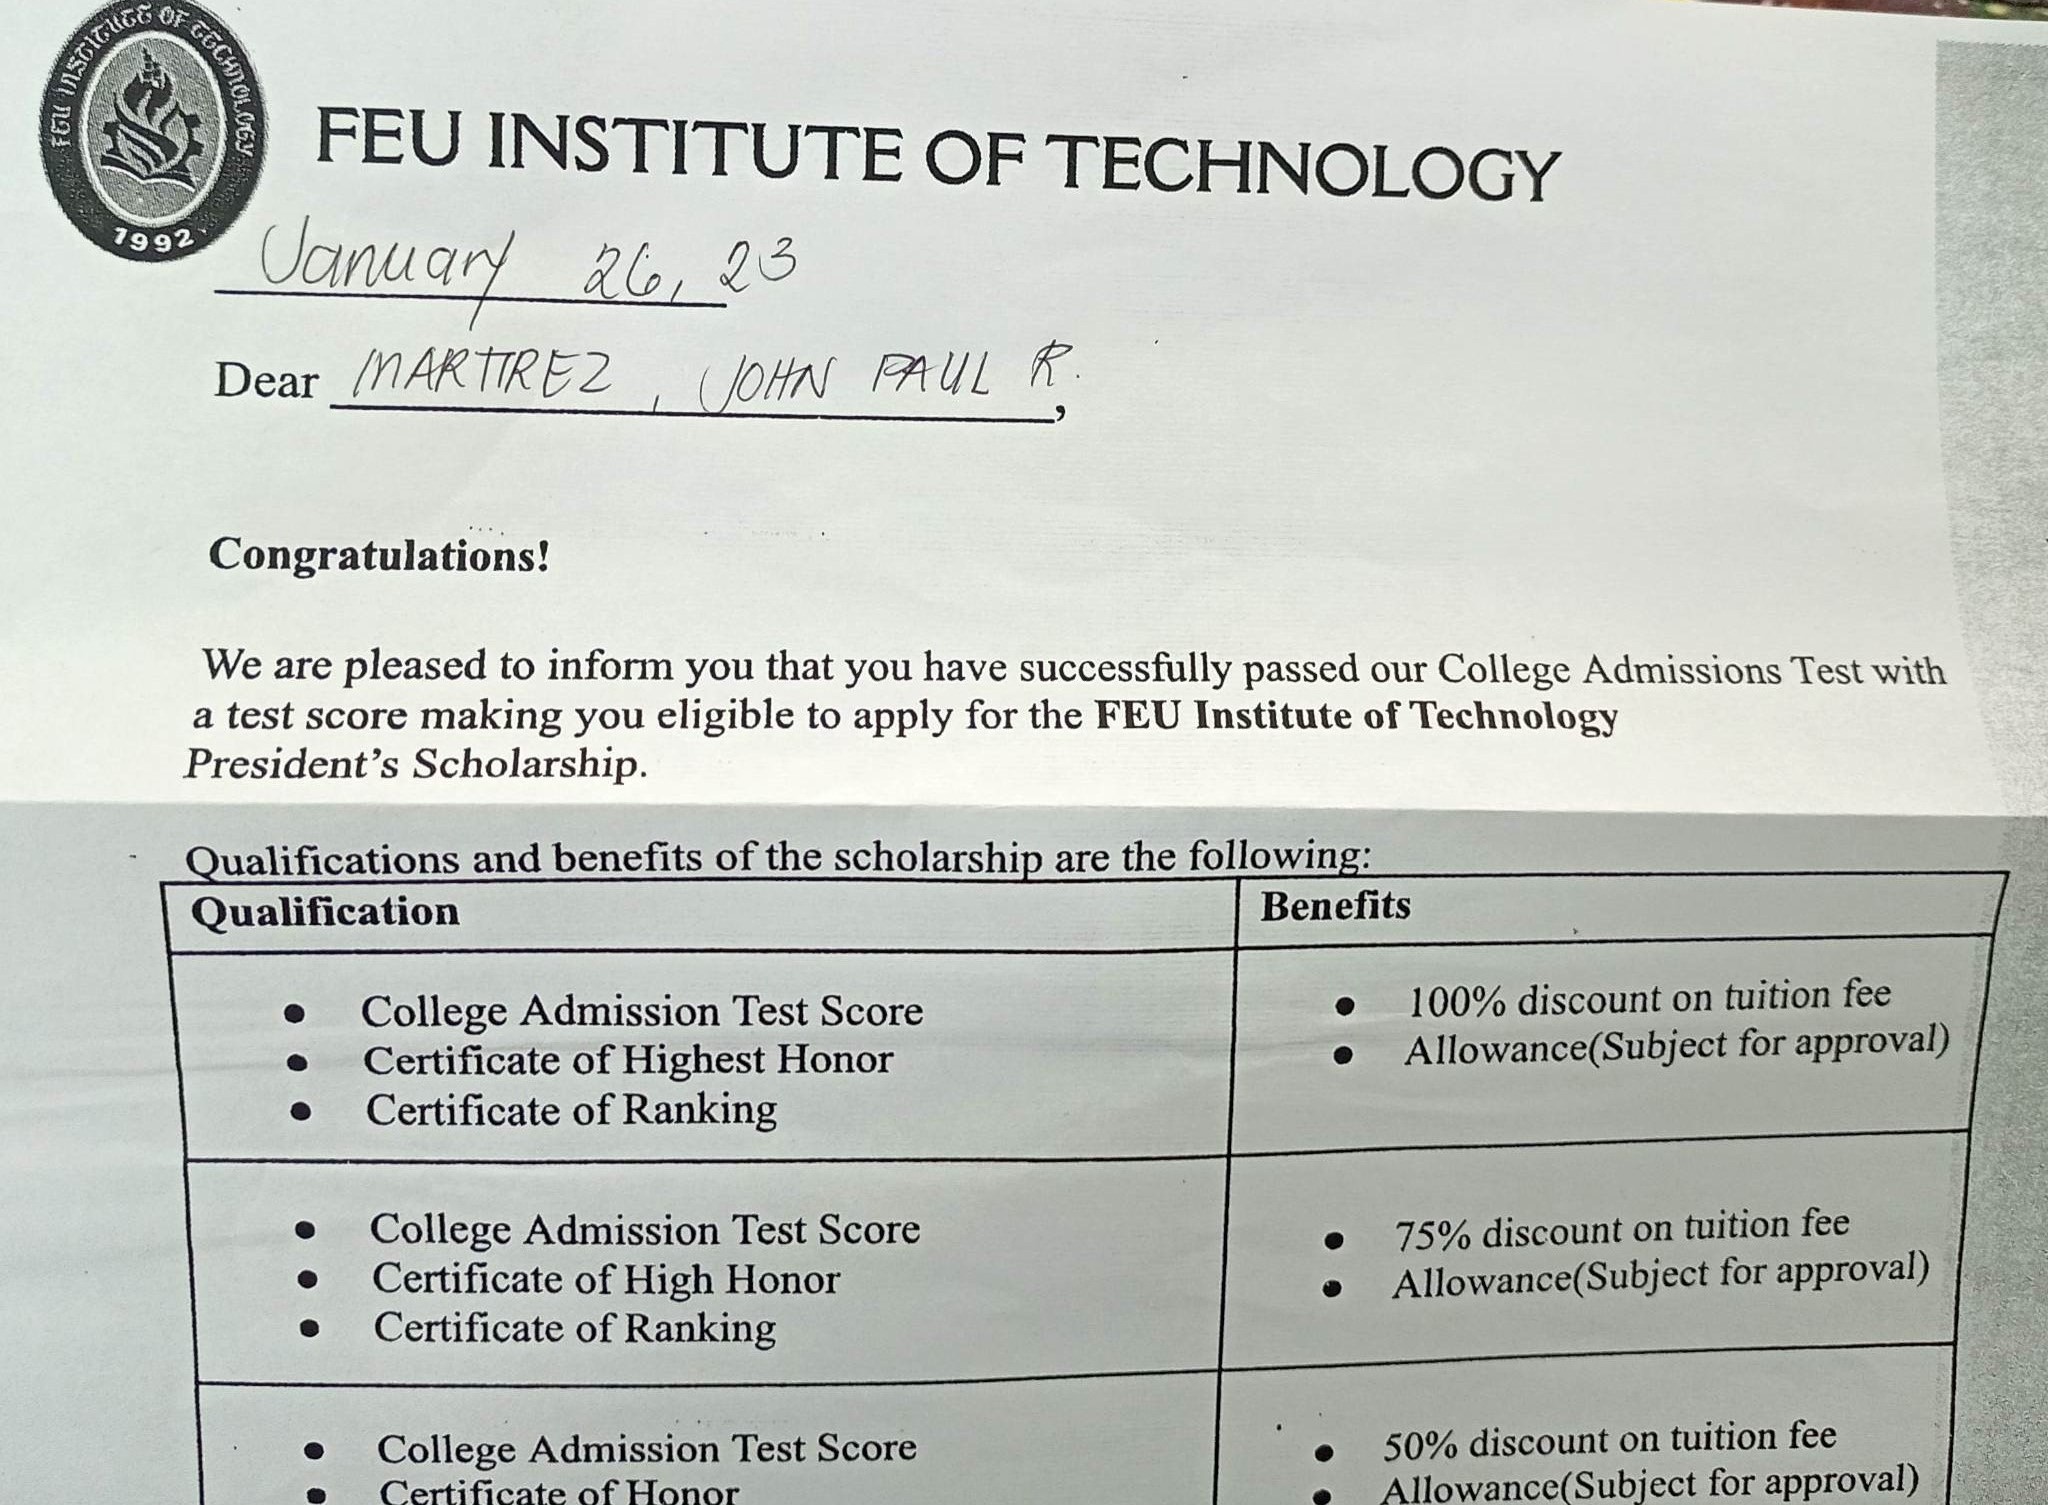 FEU INSTITUTE OF TECHNOLOGY
1992
FEU INSTITUTE OF TECHNOLOGY
January 26, 23
Dear MARTIREZ, JOHN PAUL R.,
Congratulations!
We are pleased to inform you that you have successfully passed our College Admissions Test with
a test score making you eligible to apply for the FEU Institute of Technology
President's Scholarship.
Qualifications and benefits of the scholarship are the following:
Qualification
Benefits
• College Admission Test Score
• Certificate of Highest Honor
• Certificate of Ranking
• 100% discount on tuition fee
• Allowance(Subject for approval)
• College Admission Test Score
• Certificate of High Honor
• Certificate of Ranking
• 75% discount on tuition fee
• Allowance(Subject for approval)
• College Admission Test Score
• Certificate of Honor
• 50% discount on tuition fee
• Allowance(Subject for approval)